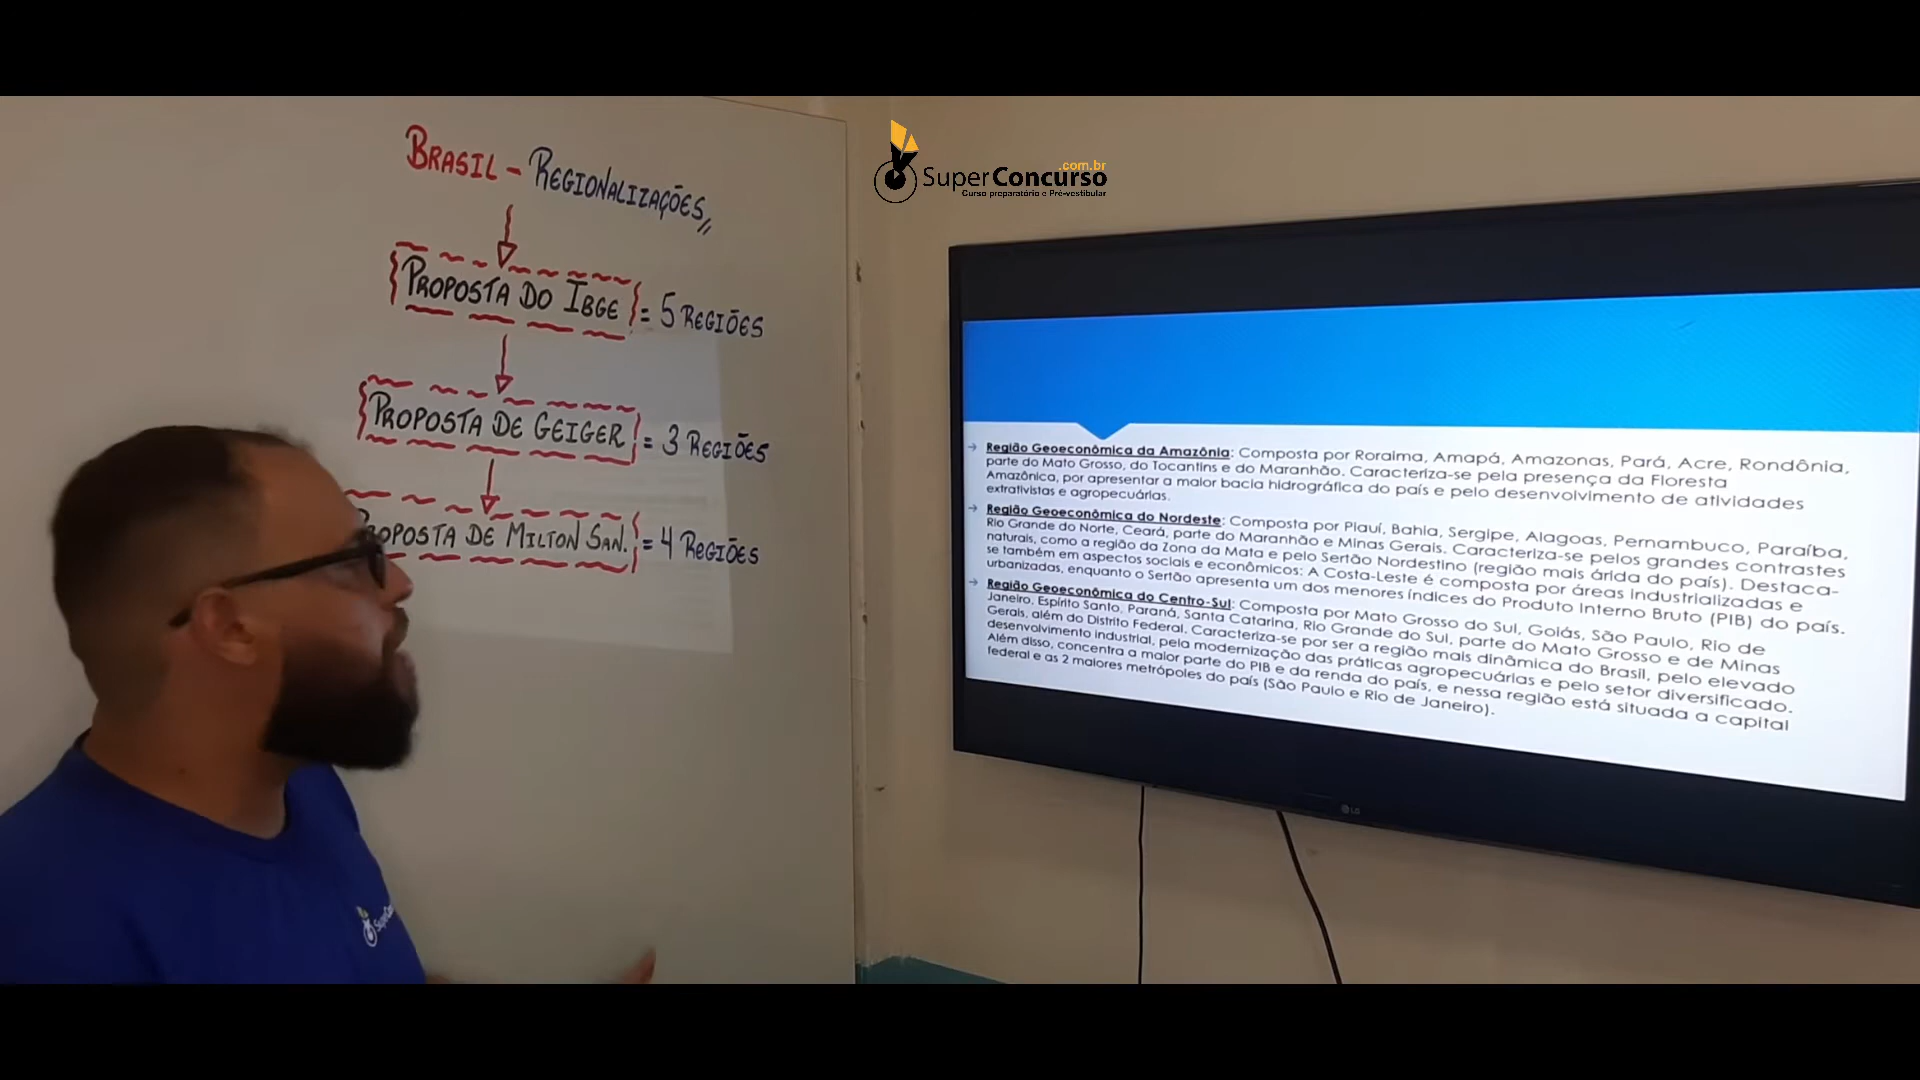 BRASIL - REGIONALIZAÇÕES
PROPOSTA DO IBGE = 5 REGIÕES
PROPOSTA DE GEIGER = 3 REGIÕES
PROPOSTA DE MILTON SAN. = 4 REGIÕES
.com.br
SuperConcurso
Curso preparatório e Pré-vestibular
Região Geoeconômica da Amazônia: Composta por Roraima, Amapá, Amazonas, Pará, Acre, Rondônia,
parte do Mato Grosso, do Tocantins e do Maranhão. Caracteriza-se pela presença da Floresta
Amazônica, por apresentar a maior bacia hidrográfica do país e pelo desenvolvimento de atividades
extrativistas e agropecuárias.
Região Geoeconômica do Nordeste: Composta por Piauí, Bahia, Sergipe, Alagoas, Pernambuco, Paraíba,
Rio Grande do Norte, Ceará, parte do Maranhão e Minas Gerais. Caracteriza-se pelos grandes contrastes
naturais, como a região da Zona da Mata e pelo Sertão Nordestino (região mais árida do país). Destaca-
se também em aspectos sociais e econômicos: A Costa-Leste é composta por áreas industrializadas e
urbanizadas, enquanto o Sertão apresenta um dos menores índices do Produto Interno Bruto (PIB) do país.
Região Geoeconômica do Centro-Sul: Composta por Mato Grosso do Sul, Goiás, São Paulo, Rio de
Janeiro, Espírito Santo, Paraná, Santa Catarina, Rio Grande do Sul, parte do Mato Grosso e de Minas
Gerais, além do Distrito Federal, Caracteriza-se por ser a região mais dinâmica do Brasil, pelo elevado
desenvolvimento industrial, pela modernização das práticas agropecuárias e pelo setor diversificado.
Além disso, concentra a maior parte do PIB e da renda do país, e nessa região está situada a capital
federal e as 2 maiores metrópoles do país (São Paulo e Rio de Janeiro).
LG